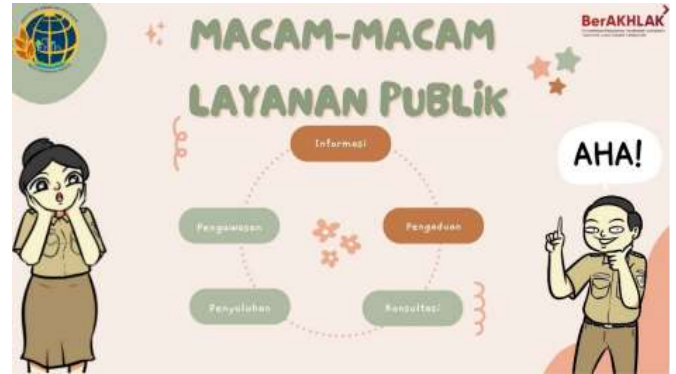 BerAKHLAK
MACAM-MACAM
LAYANAN PUBLiK
Informasi
AHA!
Pengawasan
Pengaduan
Penyuluhan
Konsultasi